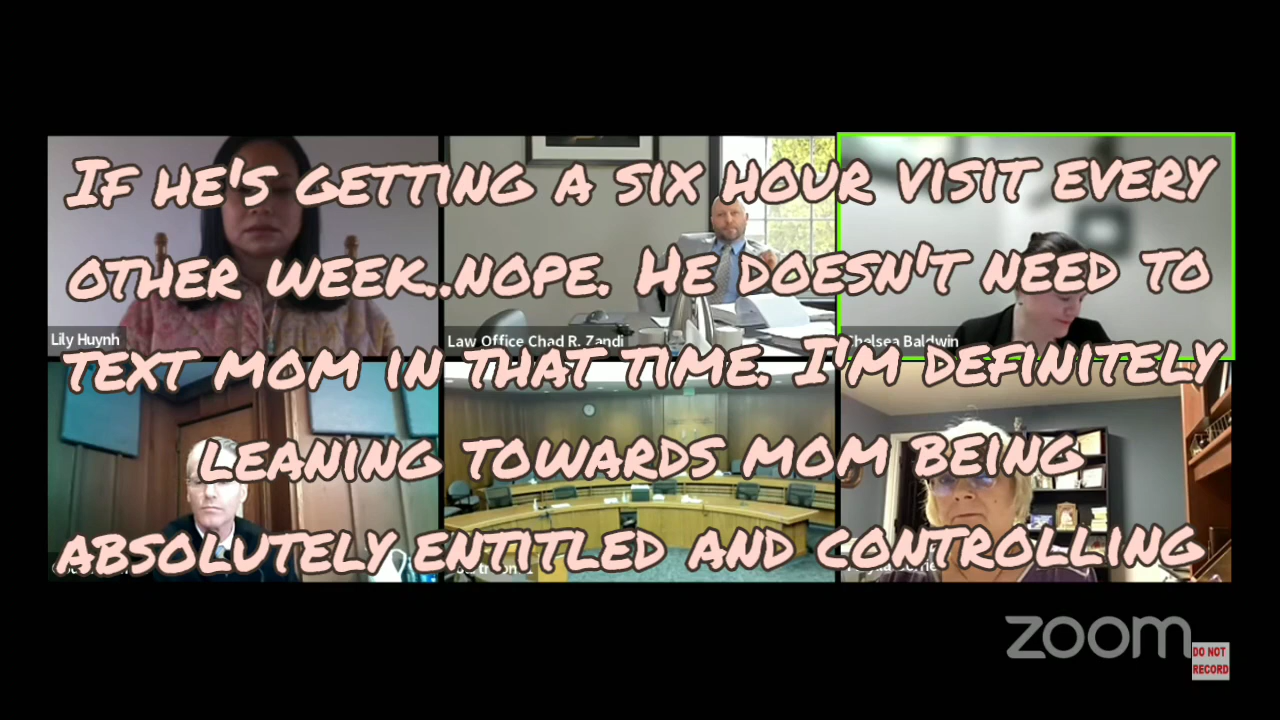 If he's getting a six hour visit every
other week..nope. He doesn't need to
text mom in that time. I'm definitely
leaning towards mom being
absolutely entitled and controlling
Lily Huynh
Law Office Chad R. Zandi
Chelsea Baldwin
zoom
DO NOT
RECORD